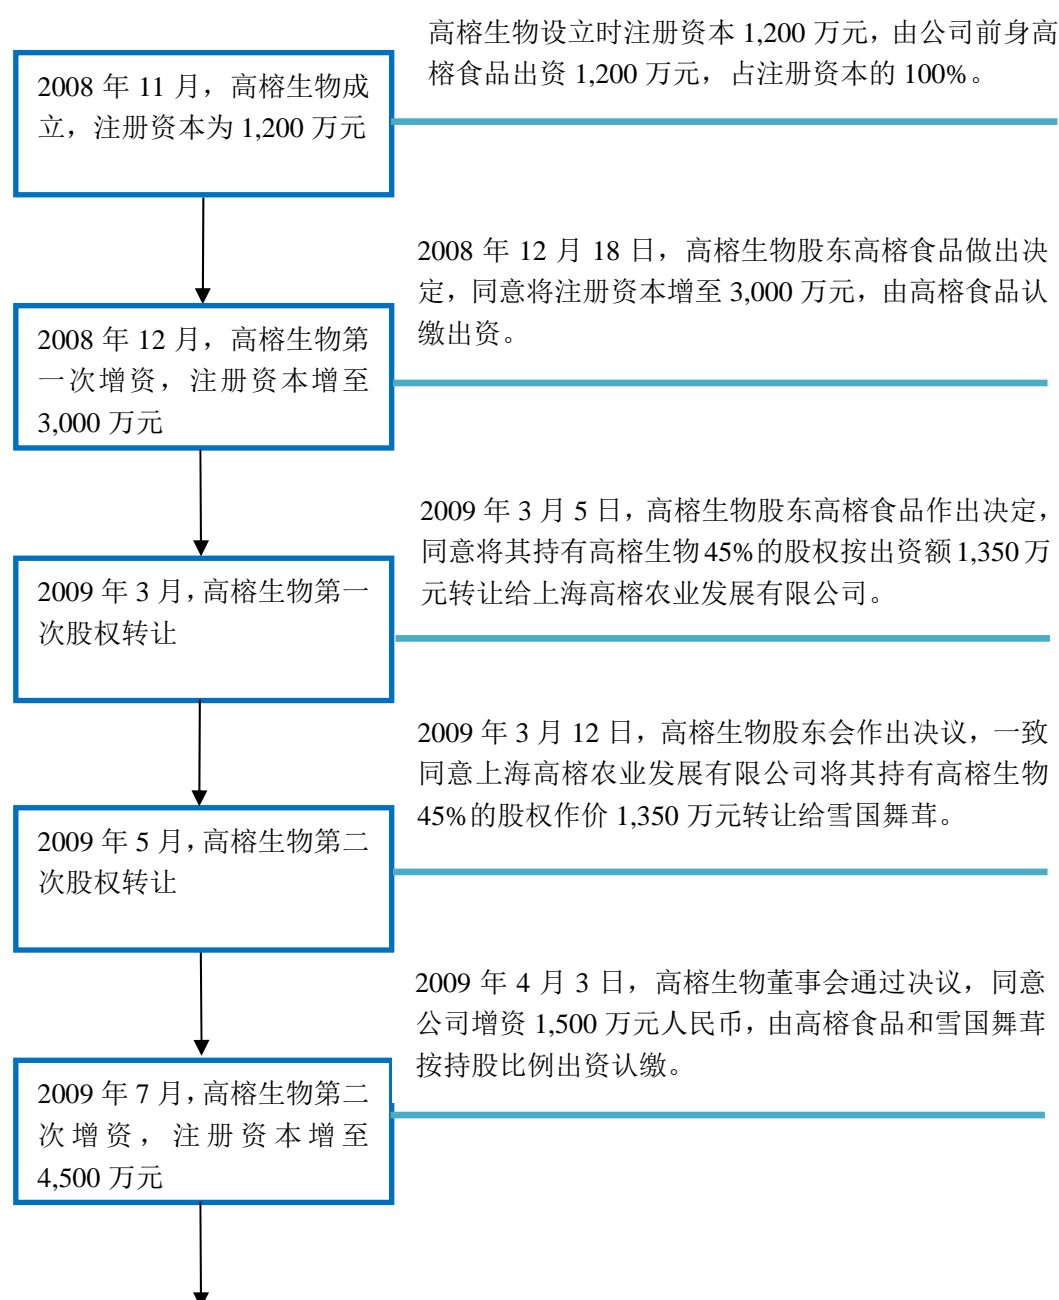 高榕生物设立时注册资本 1,200 万元，由公司前身高
榕食品出资 1,200 万元，占注册资本的 100%。
2008 年 11 月，高榕生物成
立，注册资本为 1,200 万元
2008 年 12 月 18 日，高榕生物股东高榕食品做出决
定，同意将注册资本增至 3,000 万元，由高榕食品认
缴出资。
2008 年 12 月，高榕生物第
一次增资，注册资本增至
3,000 万元
2009 年 3 月 5 日，高榕生物股东高榕食品作出决定，
同意将其持有高榕生物 45%的股权按出资额 1,350 万
元转让给上海高榕农业发展有限公司。
2009 年 3 月，高榕生物第一
次股权转让
2009 年 3 月 12 日，高榕生物股东会作出决议，一致
同意上海高榕农业发展有限公司将其持有高榕生物
45%的股权作价 1,350 万元转让给雪国舞茸。
2009 年 5 月，高榕生物第二
次股权转让
2009 年 4 月 3 日，高榕生物董事会通过决议，同意
公司增资 1,500 万元人民币，由高榕食品和雪国舞茸
按持股比例出资认缴。
2009 年 7 月，高榕生物第二
次增资，注册资本增至
4,500 万元